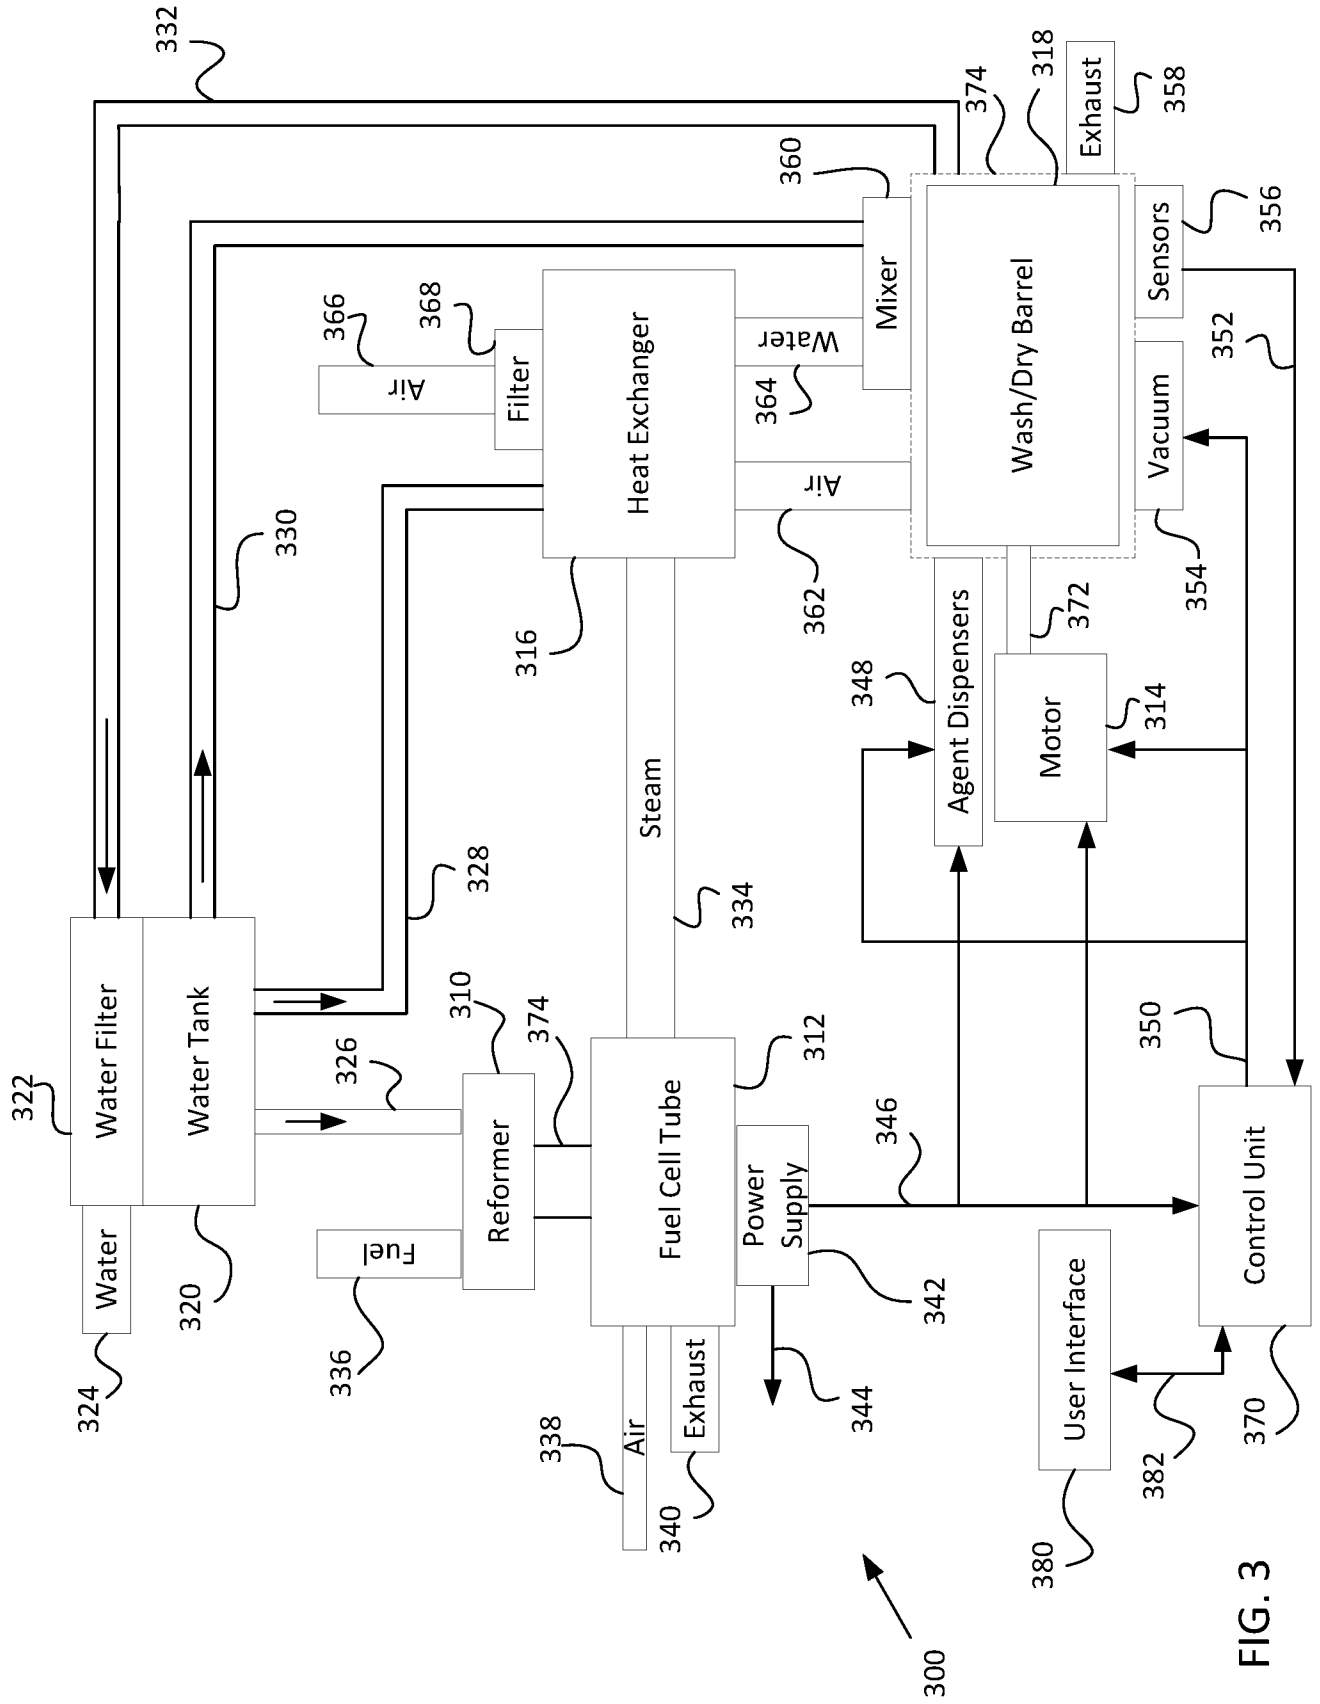 322
324
Water
Water Filter
332
320
Water Tank
330
366
336
326
Fuel
Air
368
310
328
Reformer
Filter
316
374
338
Air
Steam
Heat Exchanger
Fuel Cell Tube
340
Exhaust
334
Power
Supply
364
Water
360
312
362
Air
344
346
348
Mixer
300
342
Agent Dispensers
374
Wash/Dry Barrel
318
380
User Interface
Motor
372
Exhaust
382
350
314
Vacuum
Sensors
358
354
352
370
Control Unit
356
FIG. 3